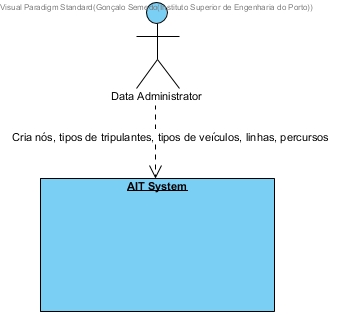 Visual Paradigm Standard(Gonçalo Semedo(Instituto Superior de Engenharia do Porto))
Data Administrator
Cria nós, tipos de tripulantes, tipos de veículos, linhas, percursos
AIT System